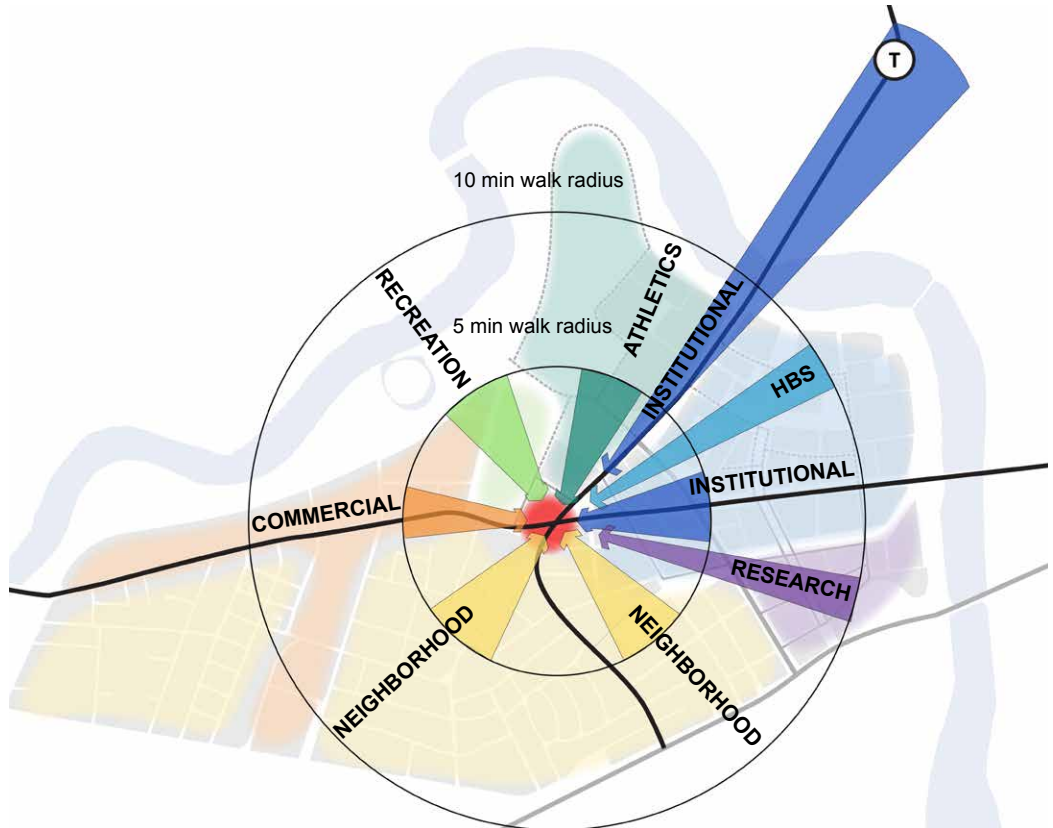 T
10 min walk radius
RECREATION
ATHLETICS
INSTITUTIONAL
5 min walk radius
HBS
COMMERCIAL
INSTITUTIONAL
RESEARCH
NEIGHBORHOOD
NEIGHBORHOOD